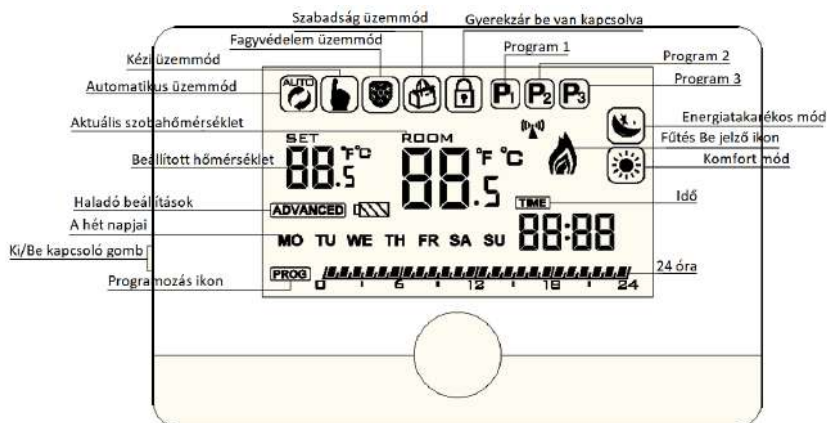 Szabadság üzemmód
Gyerekzár be van kapcsolva
Fagyvédelem üzemmód
Program 1
Kézi üzemmód
Program 2
Automatikus üzemmód
Program 3
AUTO
P1 P2 P3
Aktuális szobahőmérséklet
Energiatakarékos mód
SET
ROOM
Fűtés Be jelző ikon
Beállított hőmérséklet
88.5 °F°C
88.5 °F °C
Komfort mód
Haladó beállítások
ADVANCED
TIME
Idő
A hét napjai
MO TU WE TH FR SA SU 88:88
Ki/Be kapcsoló gomb
24 óra
Programozás ikon
PROG
0 6 12 18 24